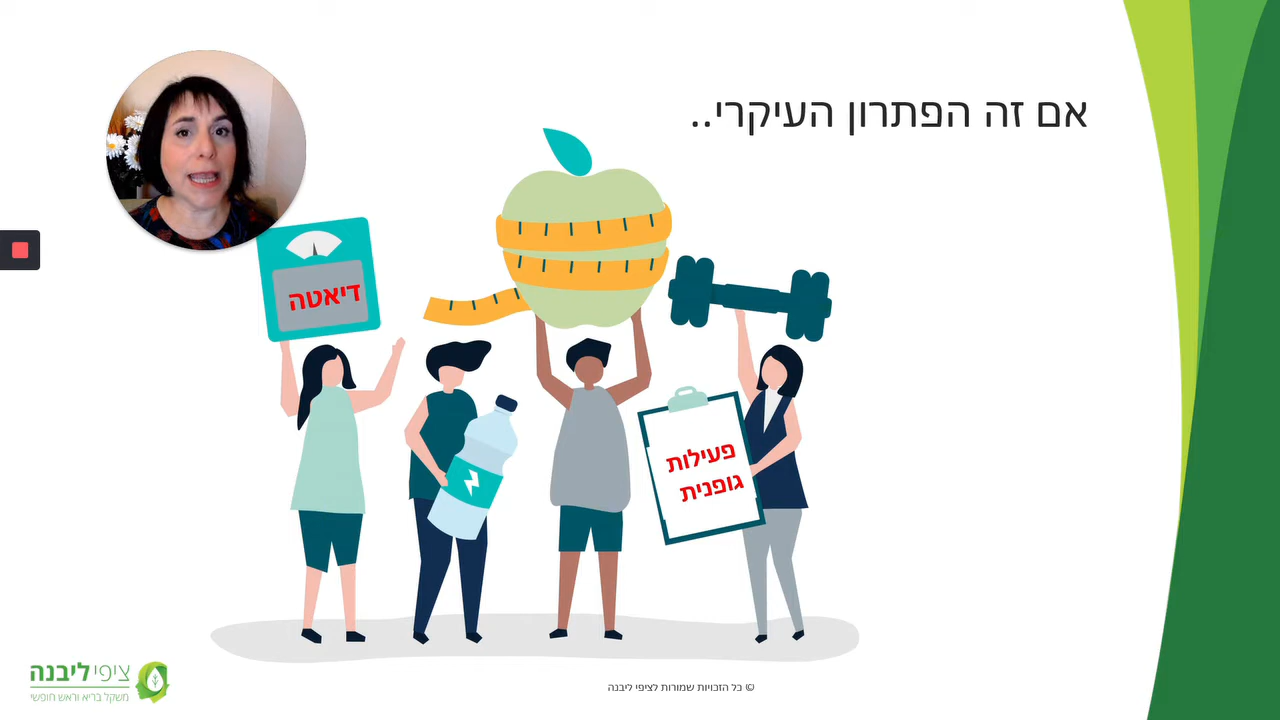 אם זה הפתרון העיקרי..
דיאטה
פעילות
גופנית
ציפי ליבנה
משקל בריא וראש חופשי
© כל הזכויות שמורות לציפי ליבנה